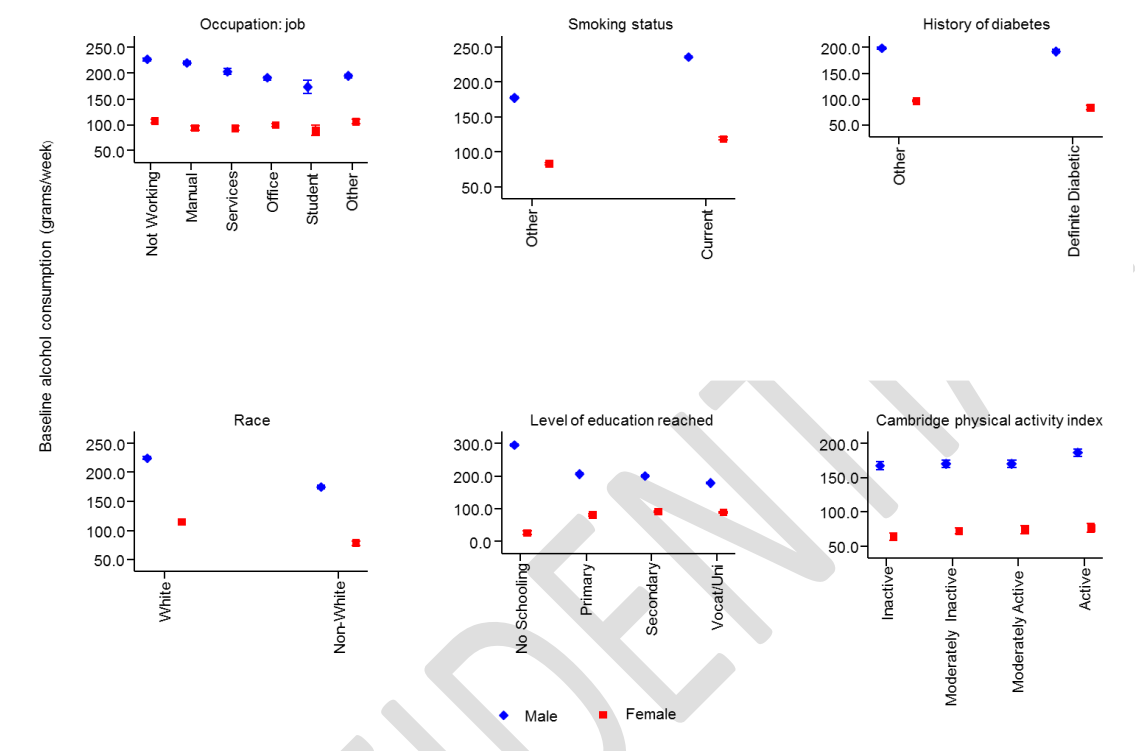 Baseline alcohol consumption (grams/week)
Occupation: job
250.0
200.0
150.0
100.0
50.0
Not Working
Manual
Services
Office
Student
Other
Smoking status
250.0
200.0
150.0
100.0
50.0
Other
Current
History of diabetes
200.0
150.0
100.0
50.0
Other
Definite Diabetic
Race
250.0
200.0
150.0
100.0
50.0
White
Non-White
Level of education reached
300.0
200.0
100.0
0.0
No Schooling
Primary
Secondary
Vocat/Uni
Cambridge physical activity index
200.0
150.0
100.0
50.0
Inactive
Moderately Inactive
Moderately Active
Active
Male
Female
IDENTI